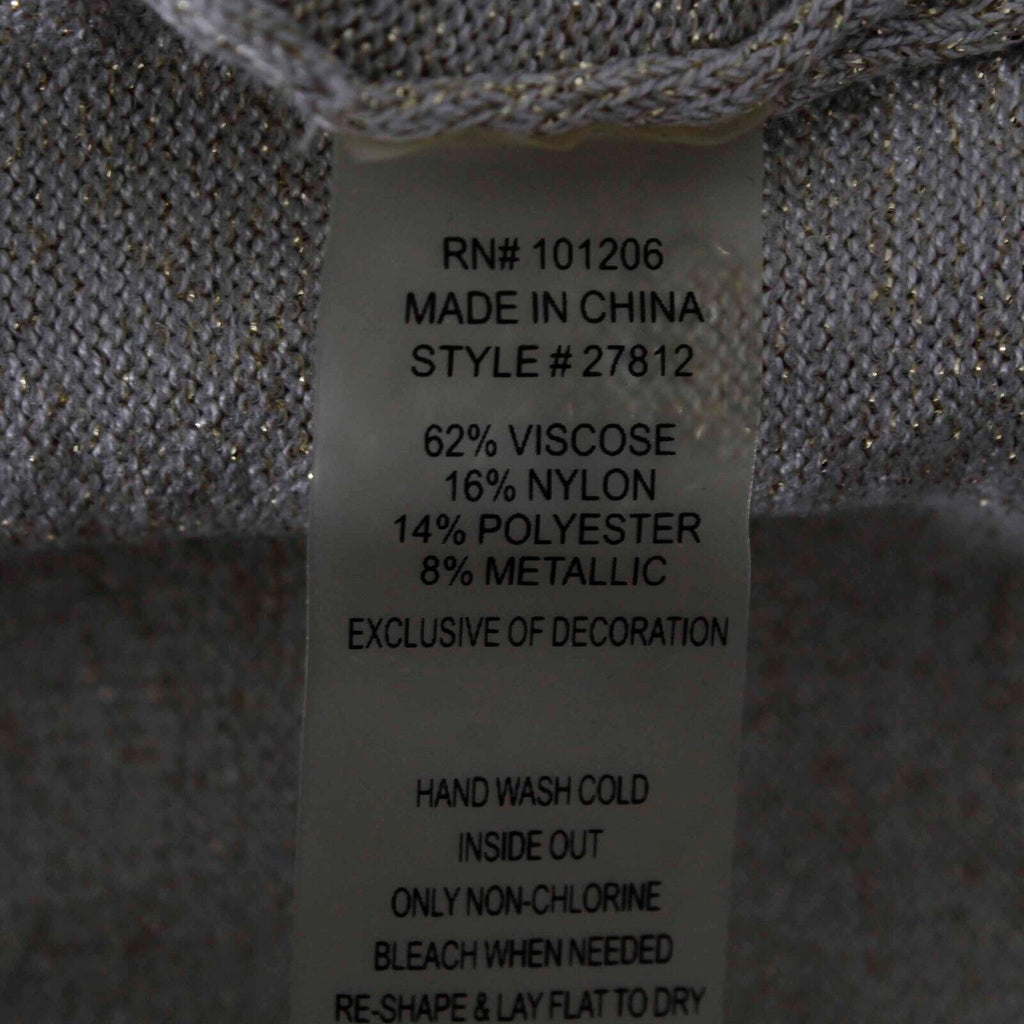 RN# 101206
MADE IN CHINA
STYLE # 27812
62% VISCOSE
16% NYLON
14% POLYESTER
8% METALLIC
EXCLUSIVE OF DECORATION
HAND WASH COLD
INSIDE OUT
ONLY NON-CHLORINE
BLEACH WHEN NEEDED
RE-SHAPE & LAY FLAT TO DRY